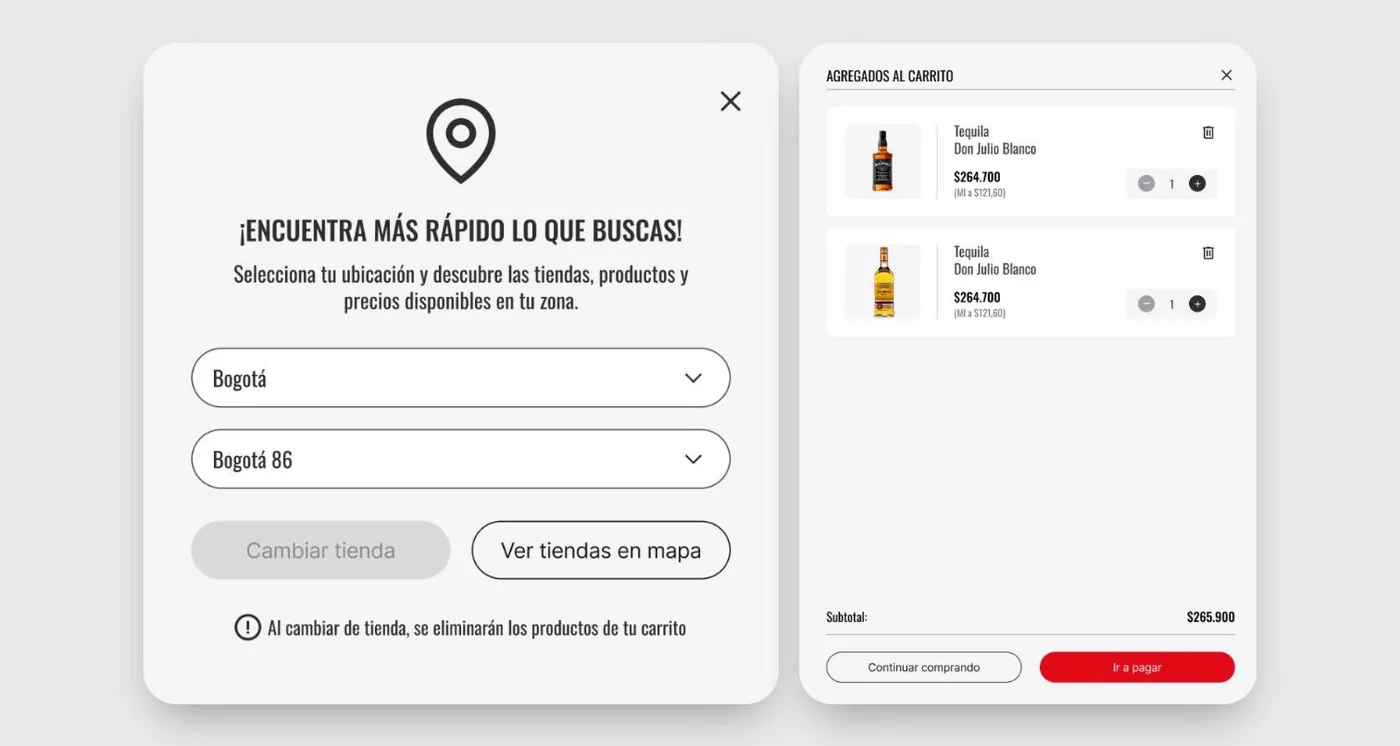 ¡ENCUENTRA MÁS RÁPIDO LO QUE BUSCAS!
Selecciona tu ubicación y descubre las tiendas, productos y
precios disponibles en tu zona.
Bogotá
Bogotá 86
Cambiar tienda
Ver tiendas en mapa
Al cambiar de tienda, se eliminarán los productos de tu carrito
AGREGADOS AL CARRITO
Tequila
Don Julio Blanco
$264.700
(Ml a $121,60)
1
Tequila
Don Julio Blanco
$264.700
(Ml a $121,60)
1
Subtotal:
$265.900
Continuar comprando
Ir a pagar